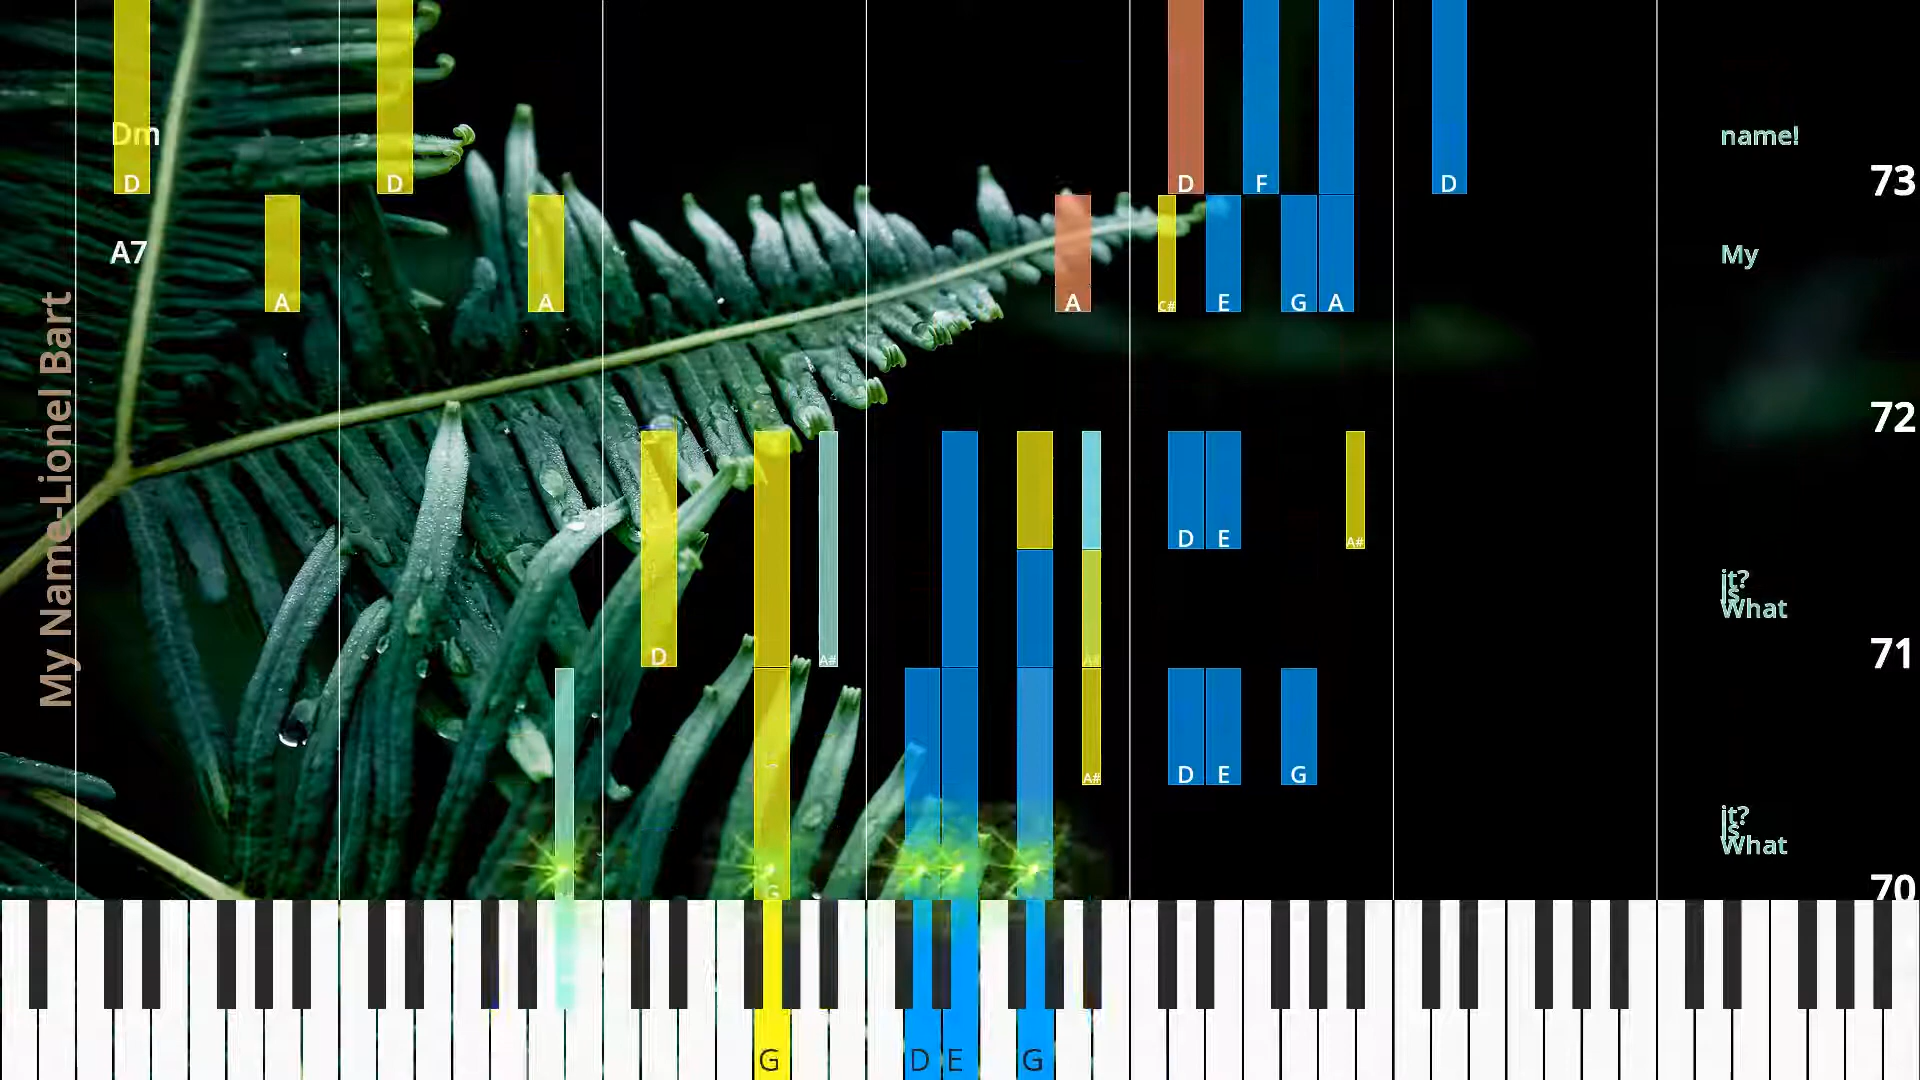 My Name-Lionel Bart
Dm
D
D
D
F
D
name!
73
A7
A
A
A
C#
E
G
A
My
72
D
E
A#
it?
is
What
D
A#
A#
71
A#
D
E
G
it?
is
What
G
70
G
D
E
G